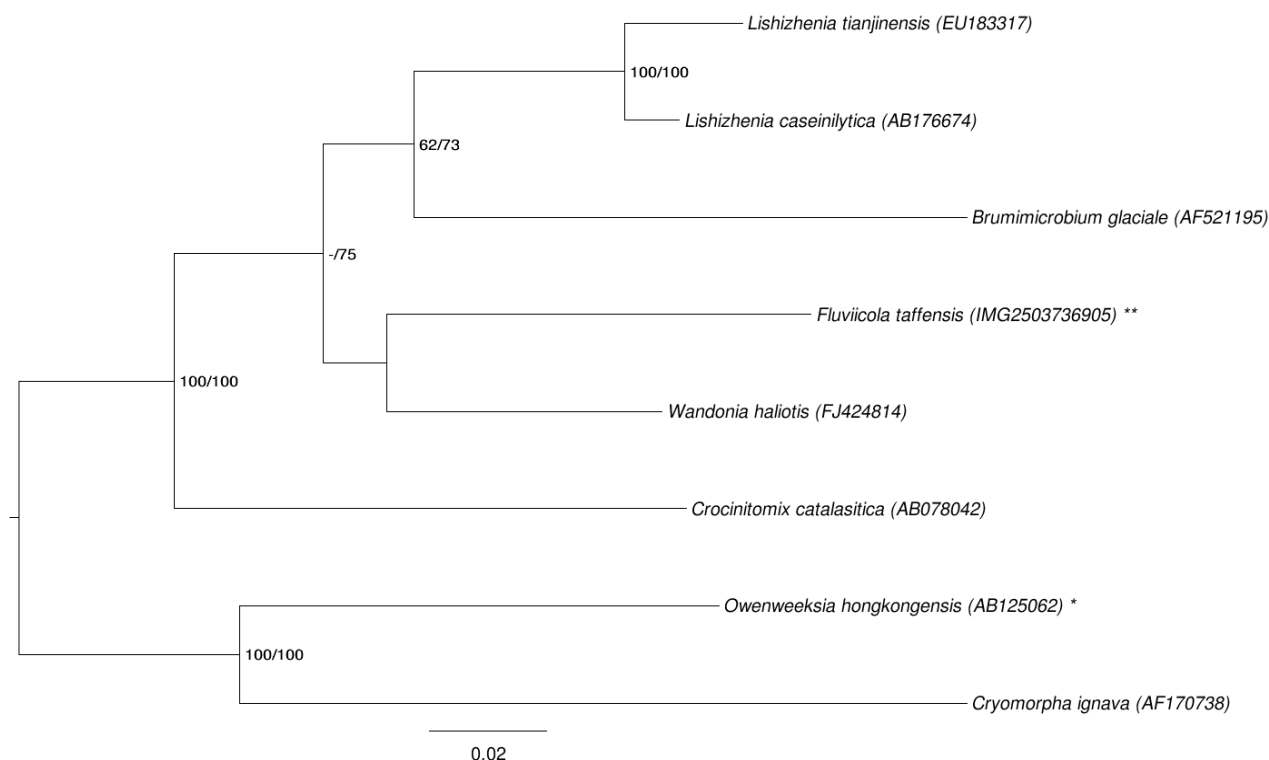 Lishizhenia tianjinensis (EU183317)
100/100
Lishizhenia caseinilytica (AB176674)
62/73
Brumimicrobium glaciale (AF521195)
-/75
Fluviicola taffensis (IMG2503736905) **
100/100
Wandonia haliotis (FJ424814)
Crocinitomix catalasitica (AB078042)
Owenweeksia hongkongensis (AB125062) *
100/100
Cryomorpha ignava (AF170738)
0.02